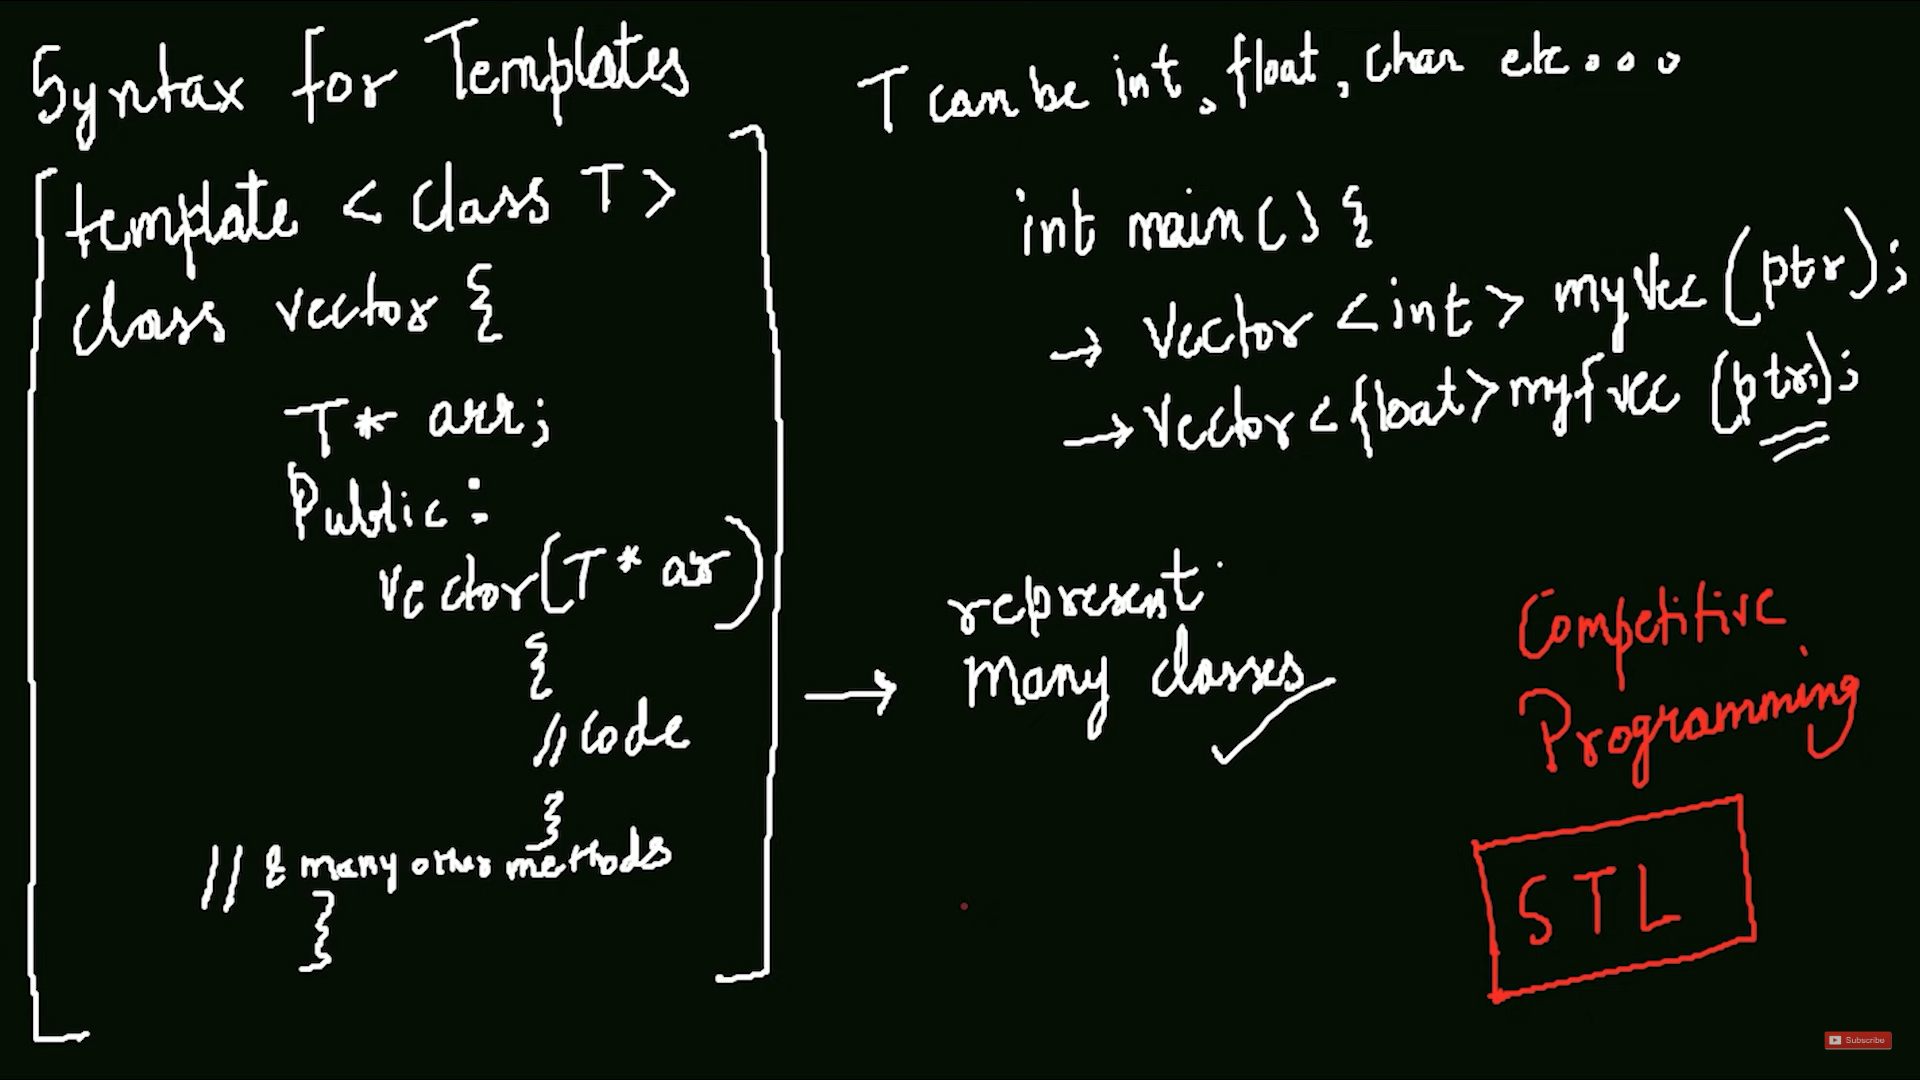 Syntax for Templates
template < class T >
class vector {
T* arr;
Public :
vector(T* ar)
{
// code
}
// & many other methods
}
T can be int, float, char etc...
int main() {
→ vector <int> myvec (ptr);
→ vector <float> myfvec (ptr);
→ represent
many classes
Competitive
Programming
STL
Subscribe